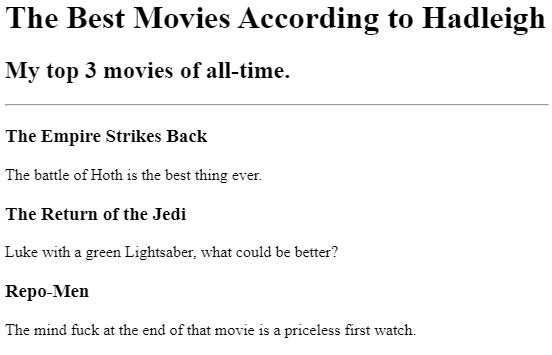 The Best Movies According to Hadleigh
My top 3 movies of all-time.
The Empire Strikes Back
The battle of Hoth is the best thing ever.
The Return of the Jedi
Luke with a green Lightsaber, what could be better?
Repo-Men
The mind fuck at the end of that movie is a priceless first watch.